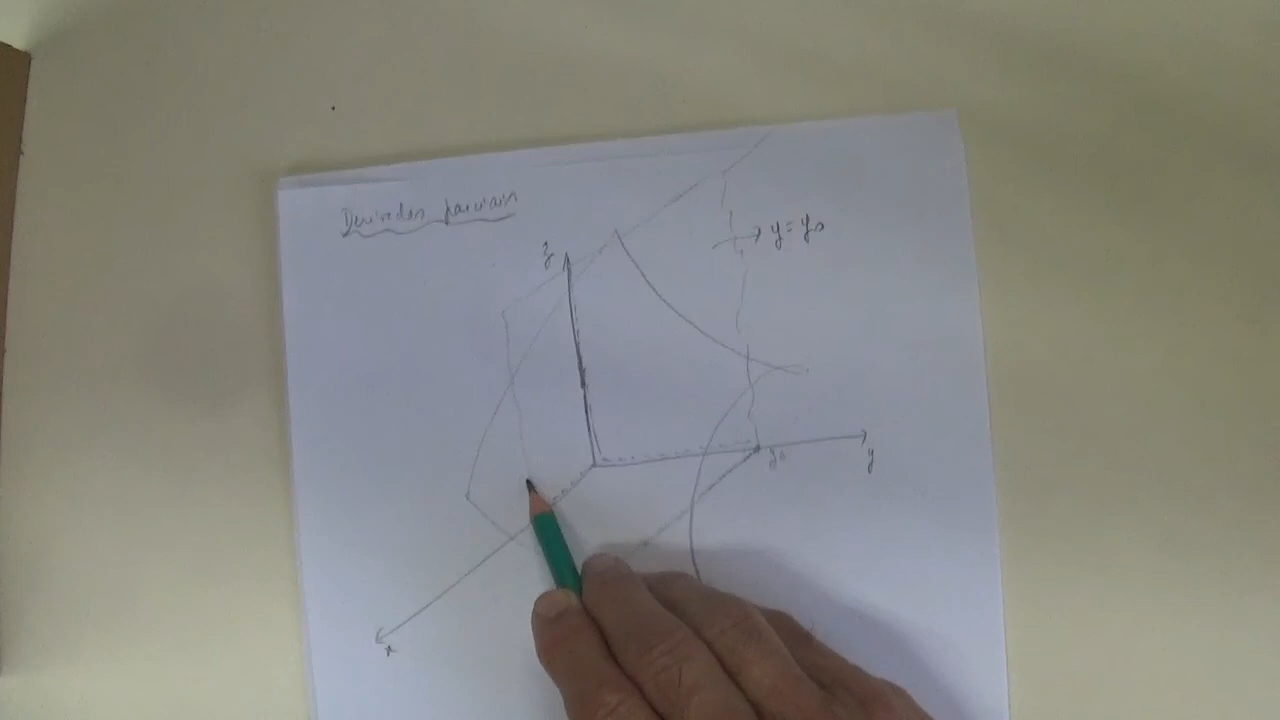 Derivadas parciais
z
y = y₀
y₀
y
x